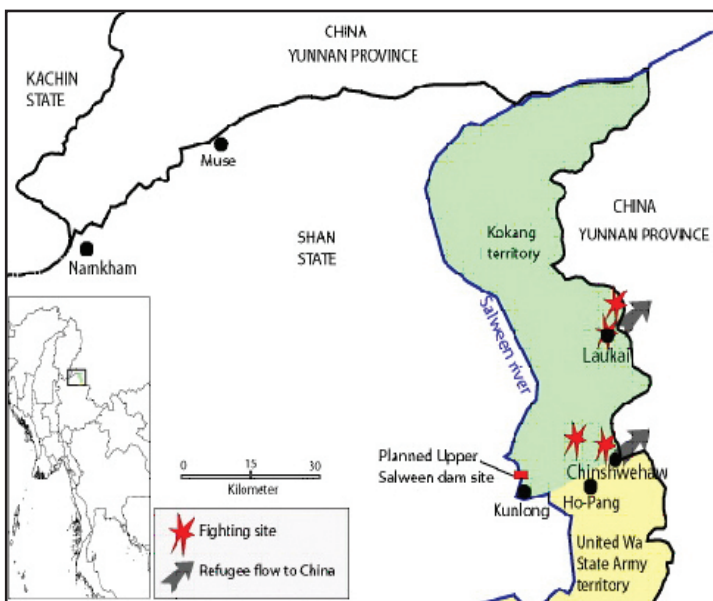 CHINA
YUNNAN PROVINCE
KACHIN
STATE
Muse
CHINA
YUNNAN PROVINCE
SHAN
STATE
Kokang
territory
Namkham
Salween river
Laukai
Planned Upper
Salween dam site
Chinshwehaw
Kunlong
Ho-Pang
0 15 30
Kilometer
United Wa
State Army
territory
Fighting site
Refugee flow to China